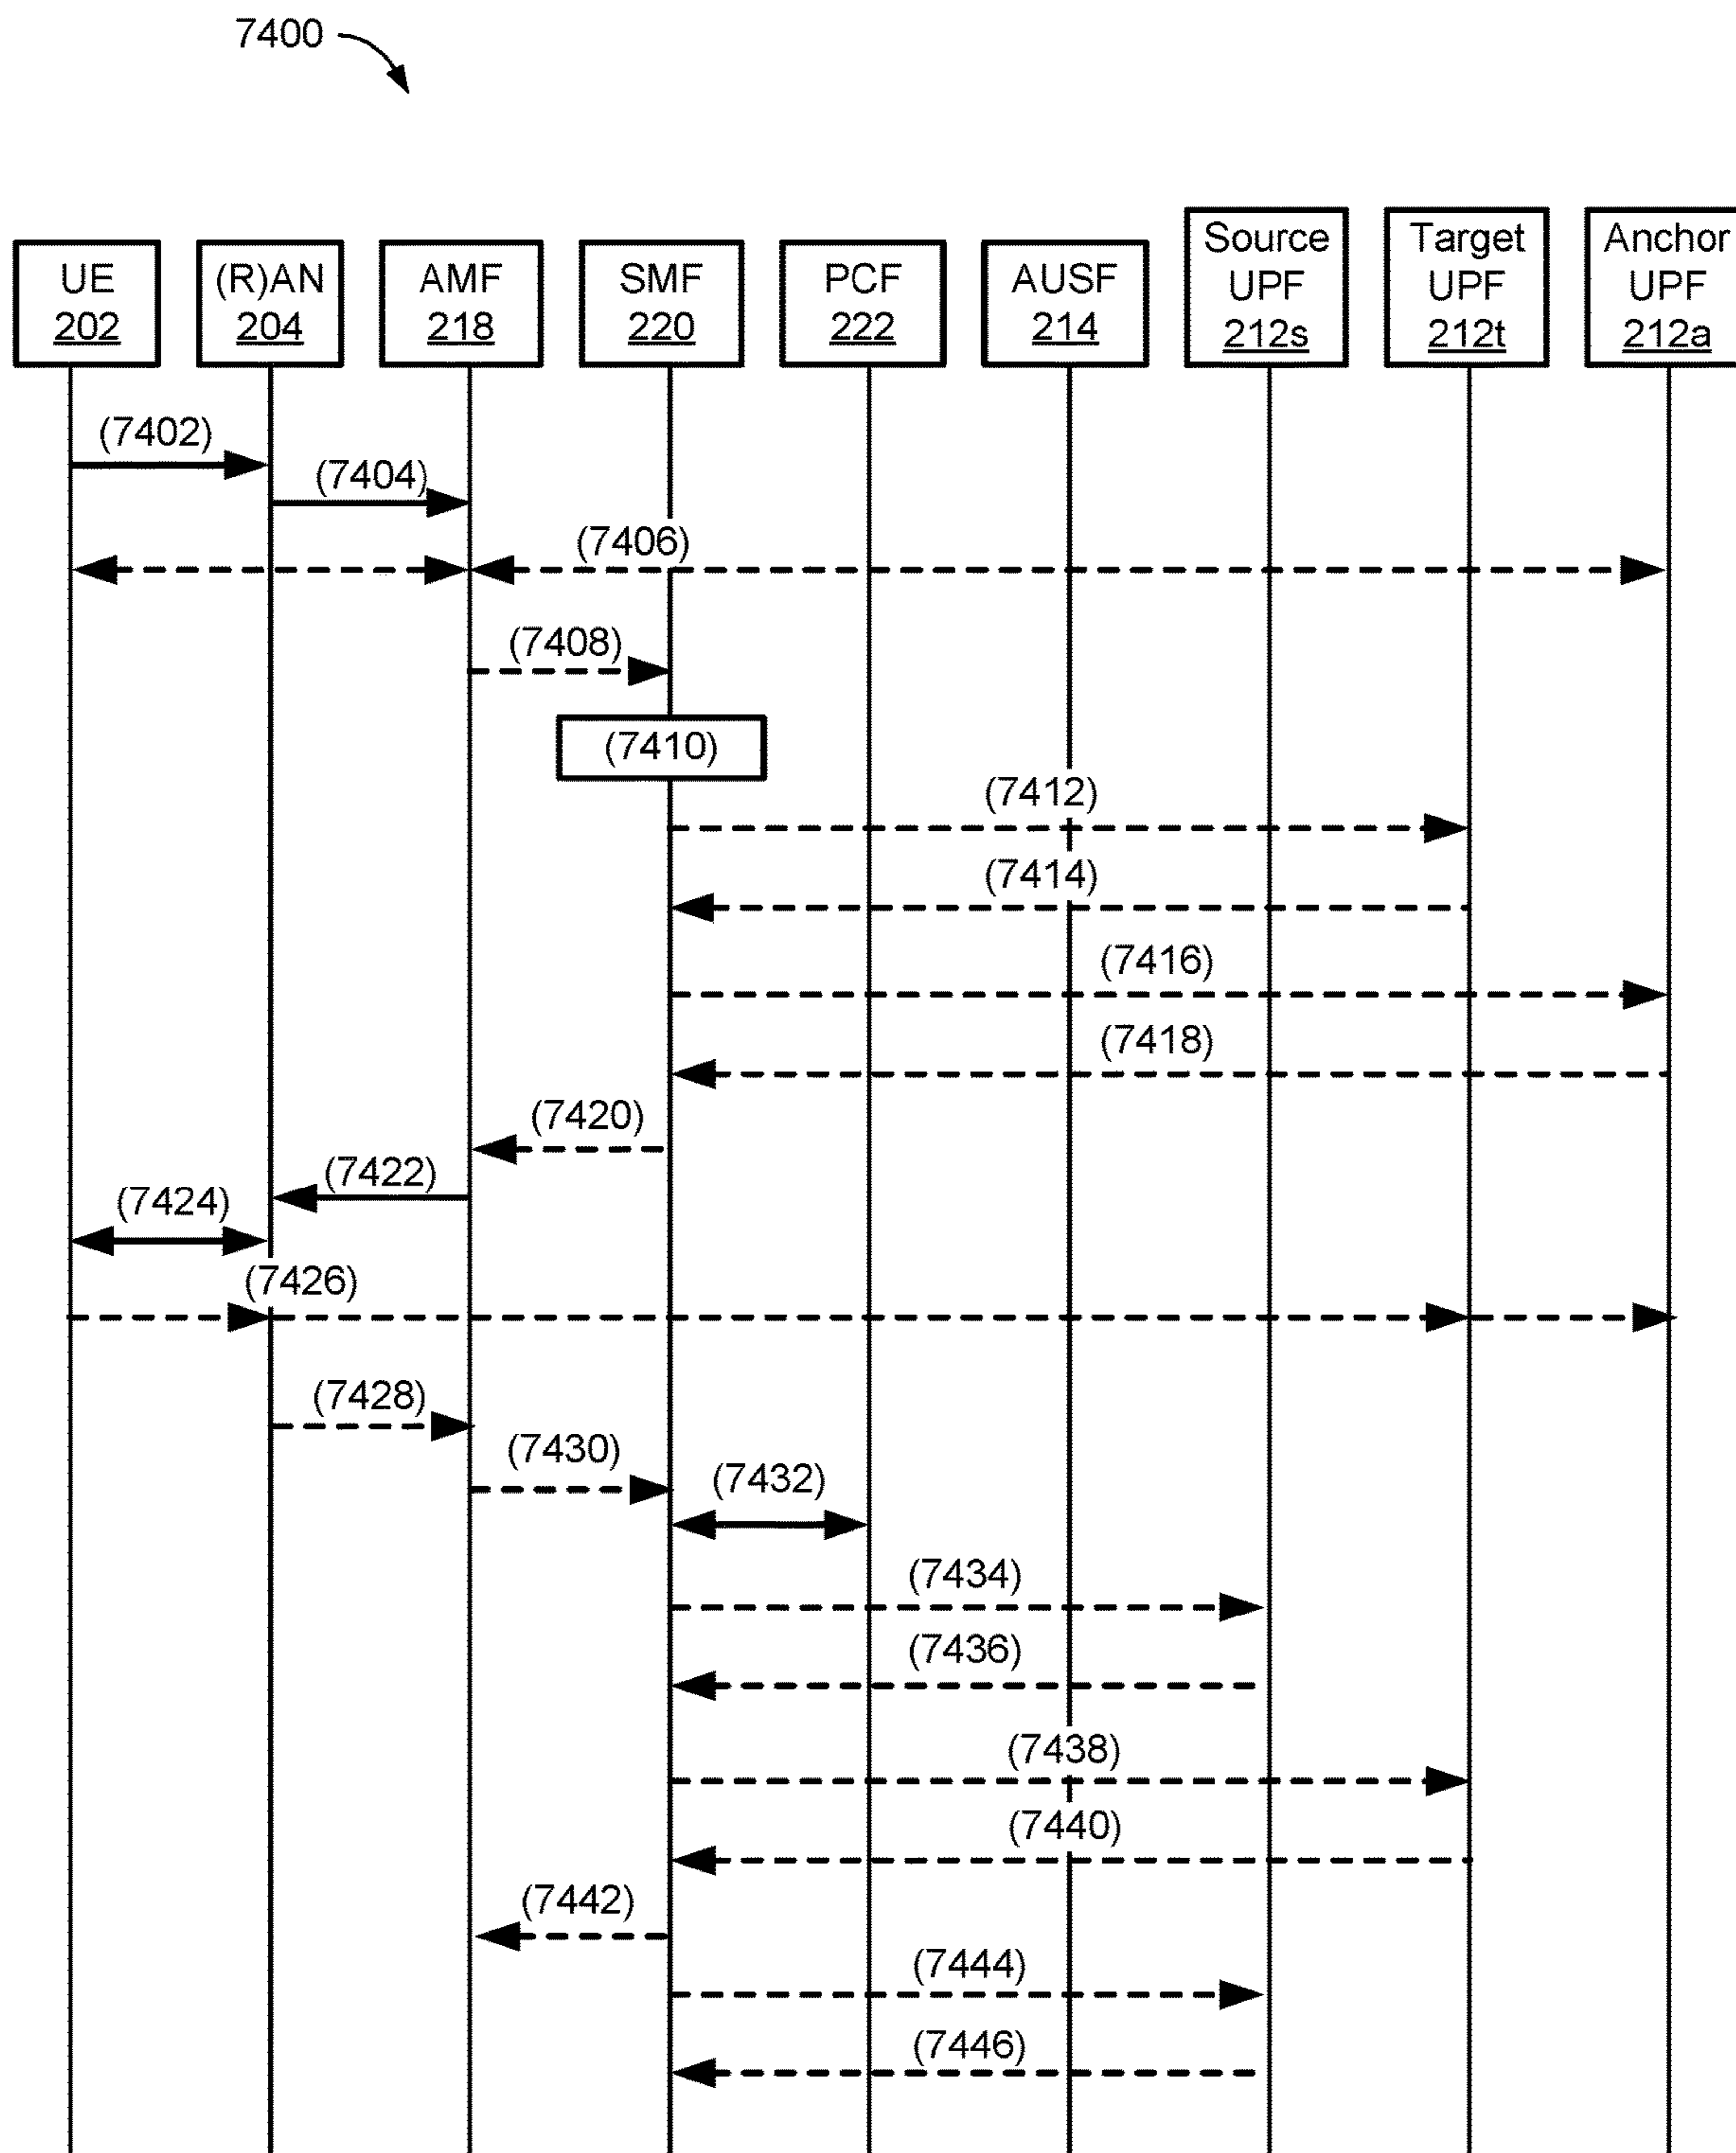 7400
UE
202
(R)AN
204
AMF
218
SMF
220
PCF
222
AUSF
214
Source
UPF
212s
Target
UPF
212t
Anchor
UPF
212a
(7402)
(7404)
(7406)
(7408)
(7410)
(7412)
(7414)
(7416)
(7418)
(7420)
(7422)
(7424)
(7426)
(7428)
(7430)
(7432)
(7434)
(7436)
(7438)
(7440)
(7442)
(7444)
(7446)